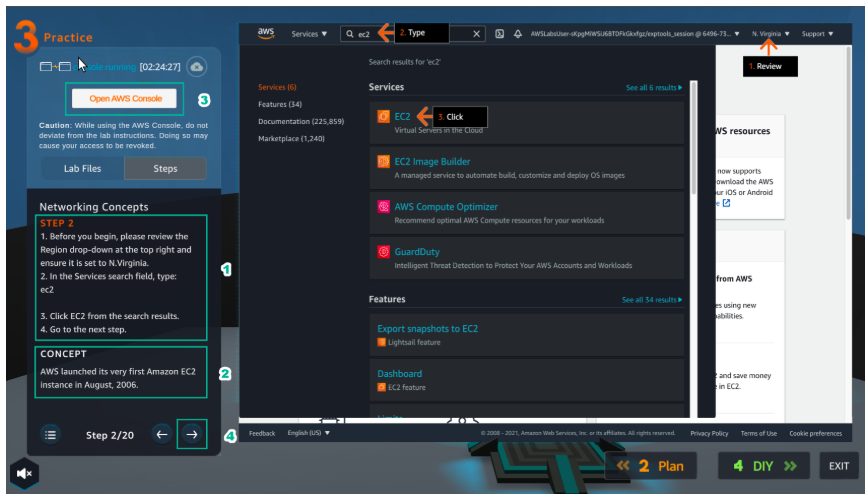 3 Practice
Lab running [02:24:27]
Open AWS Console
3
Caution: While using the AWS Console, do not
deviate from the lab instructions. Doing so may
cause your access to be revoked.
Lab Files
Steps
Networking Concepts
STEP 2
1. Before you begin, please review the
Region drop-down at the top right and
ensure it is set to N.Virginia.
2. In the Services search field, type:
ec2
3. Click EC2 from the search results.
4. Go to the next step.
1
CONCEPT
AWS launched its very first Amazon EC2
instance in August, 2006.
2
Step 2/20
4
aws
Services ▼
ec2
2. Type
X
N. Virginia ▼
Support ▼
1. Review
Search results for 'ec2'
Services (6)
Features (34)
Documentation (225,859)
Marketplace (1,240)
Services
See all 6 results
EC2
3. Click
Virtual Servers in the Cloud
EC2 Image Builder
A managed service to automate build, customize and deploy OS images
AWS Compute Optimizer
Recommend optimal AWS Compute resources for your workloads
GuardDuty
Intelligent Threat Detection to Protect Your AWS Accounts and Workloads
Features
See all 34 results
Export snapshots to EC2
Lightsail feature
Dashboard
EC2 feature
Limits
WS resources
now supports
ownload the AWS
ur iOS or Android
from AWS
es using new
abilities.
and save money
in EC2.
Feedback
English (US) ▼
© 2008 - 2021, Amazon Web Services, Inc. or its affiliates. All rights reserved.
Privacy Policy
Terms of Use
Cookie preferences
2 Plan
4 DIY
EXIT